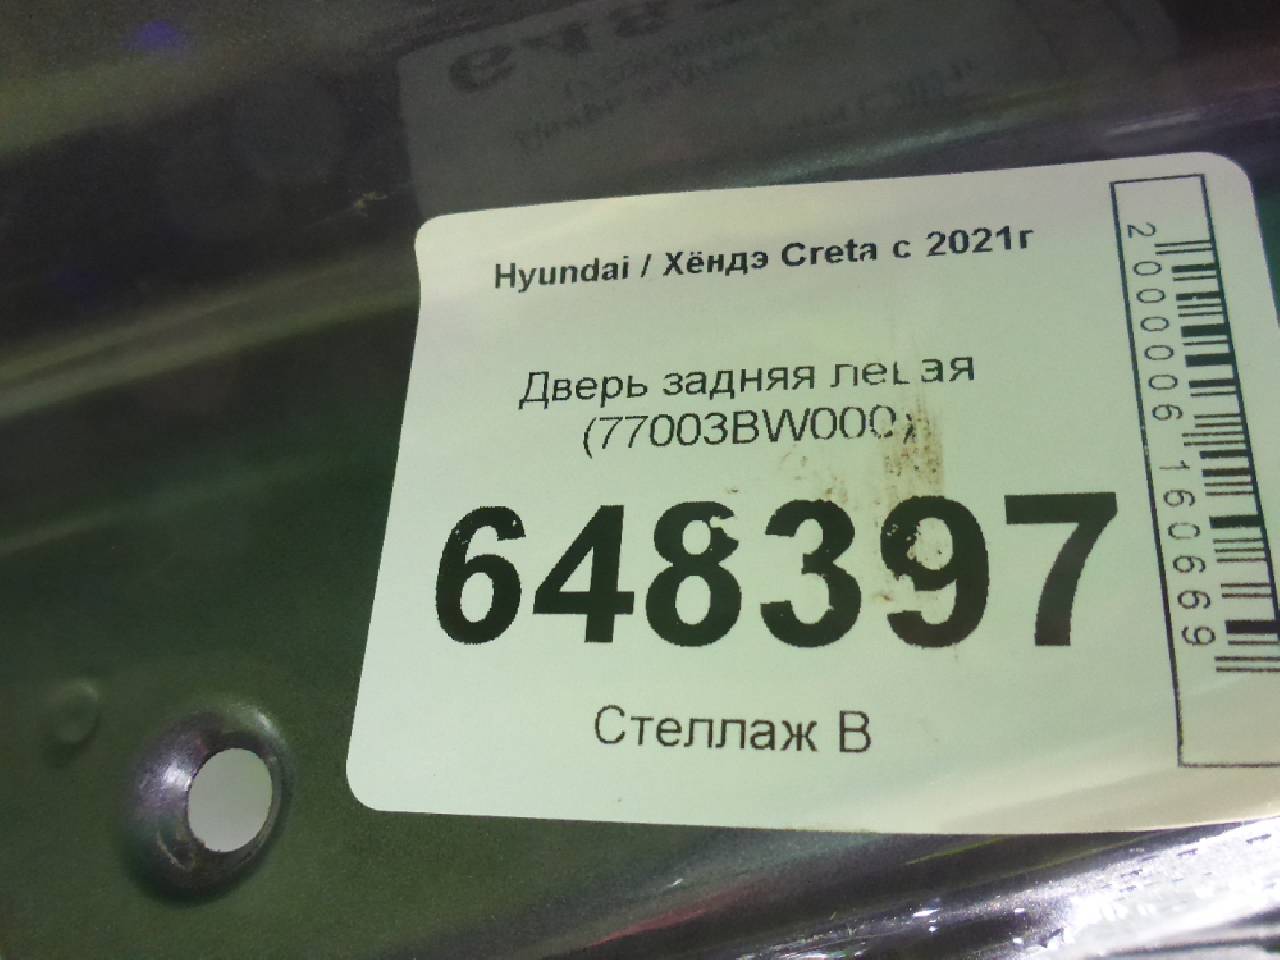 Hyundai / Хёндэ Creta с 2021г
Дверь задняя левая
(77003BW000)
648397
Стеллаж В
2000006160669